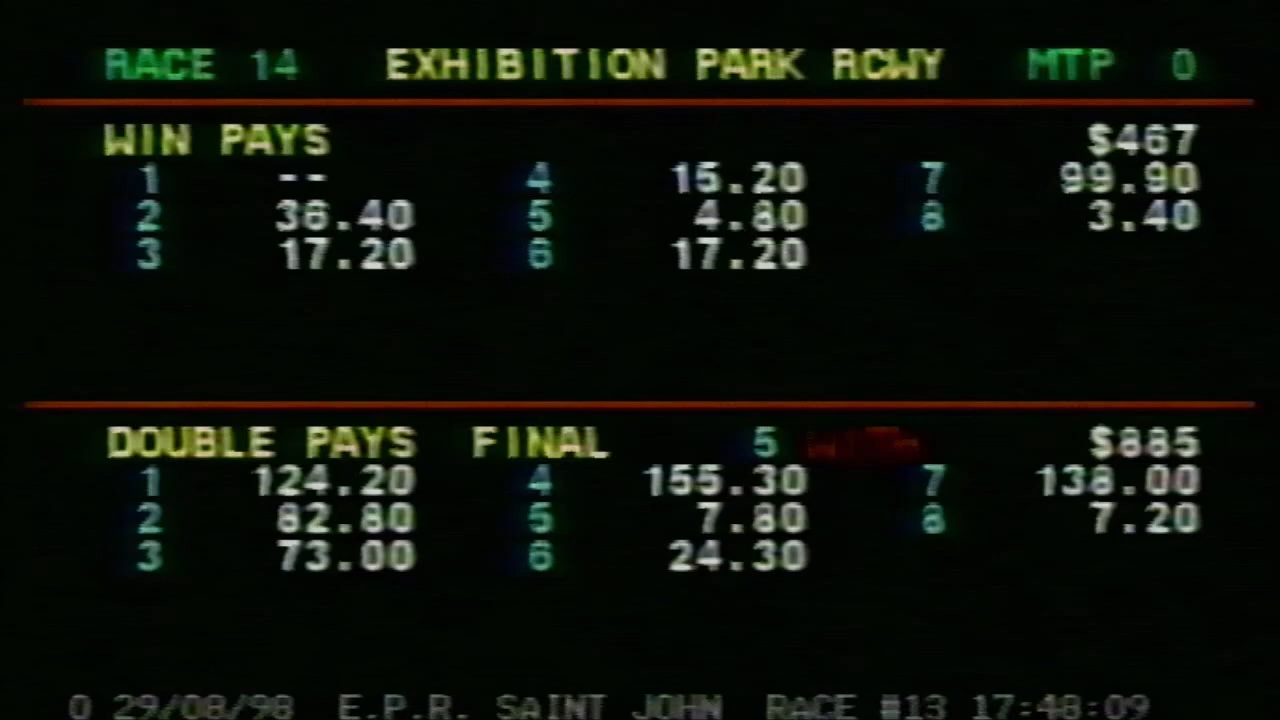 RACE 14 EXHIBITION PARK RCWY MTP 0
WIN PAYS $467
1 -- 4 15.20 7 99.90
2 36.40 5 4.80 8 3.40
3 17.20 6 17.20
DOUBLE PAYS FINAL 5 WITH $885
1 124.20 4 155.30 7 138.00
2 82.80 5 7.80 8 7.20
3 73.00 6 24.30
0 29/08/98 E.P.R. SAINT JOHN RACE #13 17:48:09